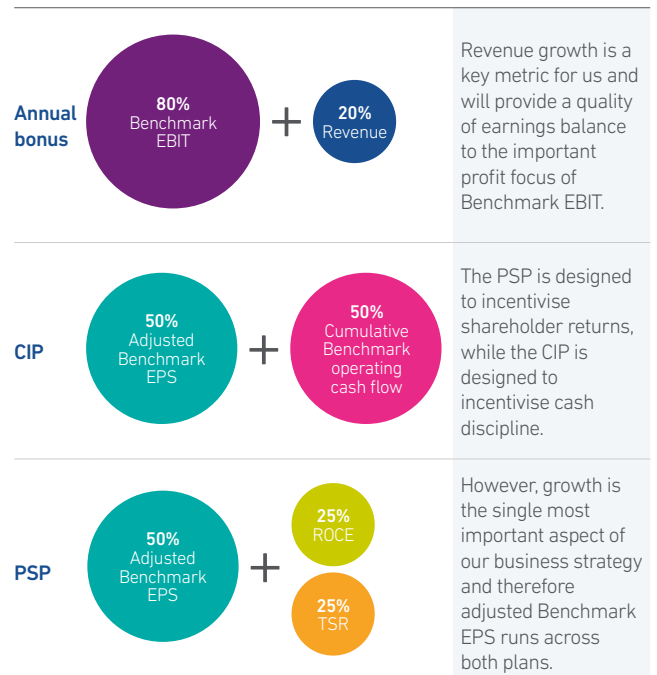 Annual
bonus
80%
Benchmark
EBIT
+
20%
Revenue
Revenue growth is a
key metric for us and
will provide a quality
of earnings balance
to the important
profit focus of
Benchmark EBIT.
CIP
50%
Adjusted
Benchmark
EPS
+
50%
Cumulative
Benchmark
operating
cash flow
The PSP is designed
to incentivise
shareholder returns,
while the CIP is
designed to
incentivise cash
discipline.
PSP
50%
Adjusted
Benchmark
EPS
+
25%
ROCE
25%
TSR
However, growth is
the single most
important aspect of
our business strategy
and therefore
adjusted Benchmark
EPS runs across
both plans.